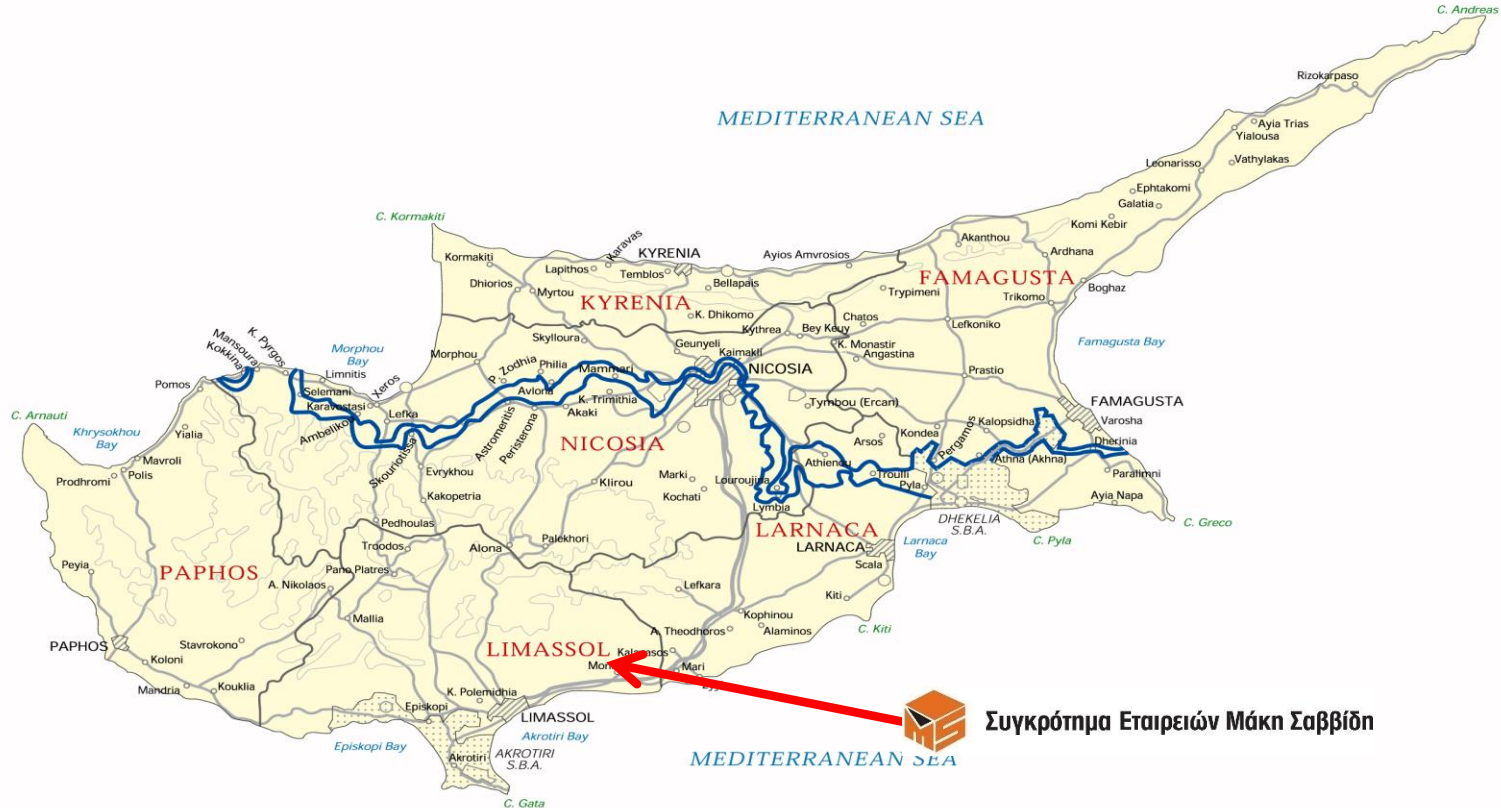 C. Andreas
Rizokarpaso
MEDITERRANEAN SEA
Ayia Trias
Yialousa
Leonarisso
Vathylakas
Ephtakomi
Galatia
C. Kormakiti
Komi Kebir
Karavas
KYRENIA
Akanthou
Kormakiti
Lapithos
Temblos
Ayios Amvrosios
Ardhana
FAMAGUSTA
Dhiorios
Myrtou
Bellapais
Trypimeni
Boghaz
KYRENIA
Trikomo
K. Dhikomo
Chatos
Lefkoniko
Kythrea
Bey Keuy
Skylloura
Geunyeli
K. Monastir
Famagusta Bay
K. Pyrgos
Mansoura
Kokkina
Morphou
Bay
Morphou
P. Zodhia
Philia
Kaimakli
Angastina
Mammari
NICOSIA
Prastio
Pomos
Limnitis
Selemani
Xeros
Avlona
K. Trimithia
Karavostasi
Lefka
Akaki
Tymbou (Ercan)
FAMAGUSTA
C. Arnauti
Varosha
Khrysokhou
Bay
Yialia
Ambelikou
Astromeritis
Peristerona
NICOSIA
Arsos
Kondea
Pergamos
Kalopsidha
Dherinia
Skouriotissa
Athiendu
Athna (Akhna)
Mavroli
Polis
Evrykhou
Marki
Troulli
Paralimni
Prodhromi
Klirou
Louroujina
Pyla
Kakopetria
Kochati
Ayia Napa
Lymbia
DHEKELIA
S.B.A.
C. Greco
Pedhoulas
LARNACA
Larnaca
Bay
C. Pyla
Troodos
Alona
Palekhori
LARNACA
Peyia
PAPHOS
Pano Platres
Scala
A. Nikolaos
Lefkara
Kiti
Mallia
Kophinou
Stavrokono
A. Theodhoros
Alaminos
C. Kiti
PAPHOS
Koloni
LIMASSOL
Mari
Mandria
Kouklia
K. Polemidhia
Episkopi
LIMASSOL
Συγκρότημα Εταιρειών Μάκη Σαββίδη
Episkopi Bay
Akrotiri Bay
Akrotiri
AKROTIRI
S.B.A.
MEDITERRANEAN SEA
C. Gata